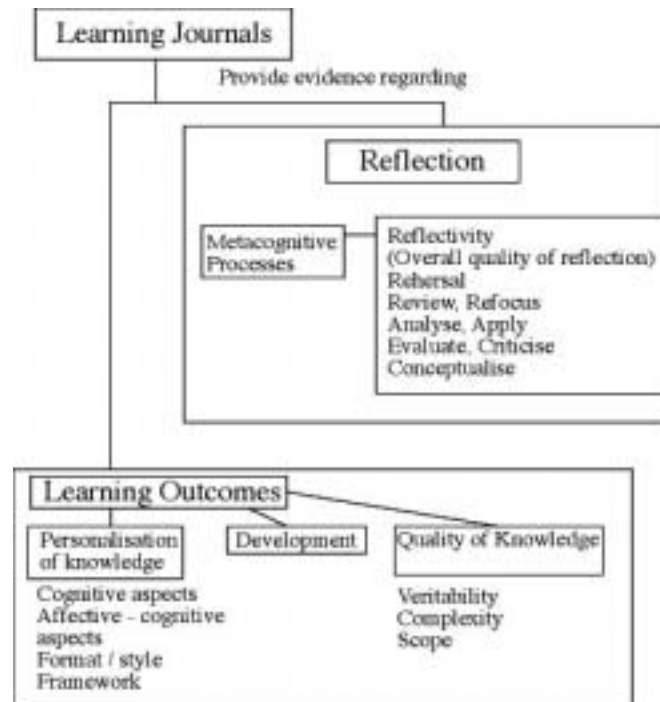 Learning Journals
Provide evidence regarding
Reflection
Metacognitive
Processes
Reflectivity
(Overall quality of reflection)
Rehersal
Review, Refocus
Analyse, Apply
Evaluate, Criticise
Conceptualise
Learning Outcomes
Personalisation
of knowledge
Cognitive aspects
Affective - cognitive
aspects
Format / style
Framework
Development
Quality of Knowledge
Veritability
Complexity
Scope